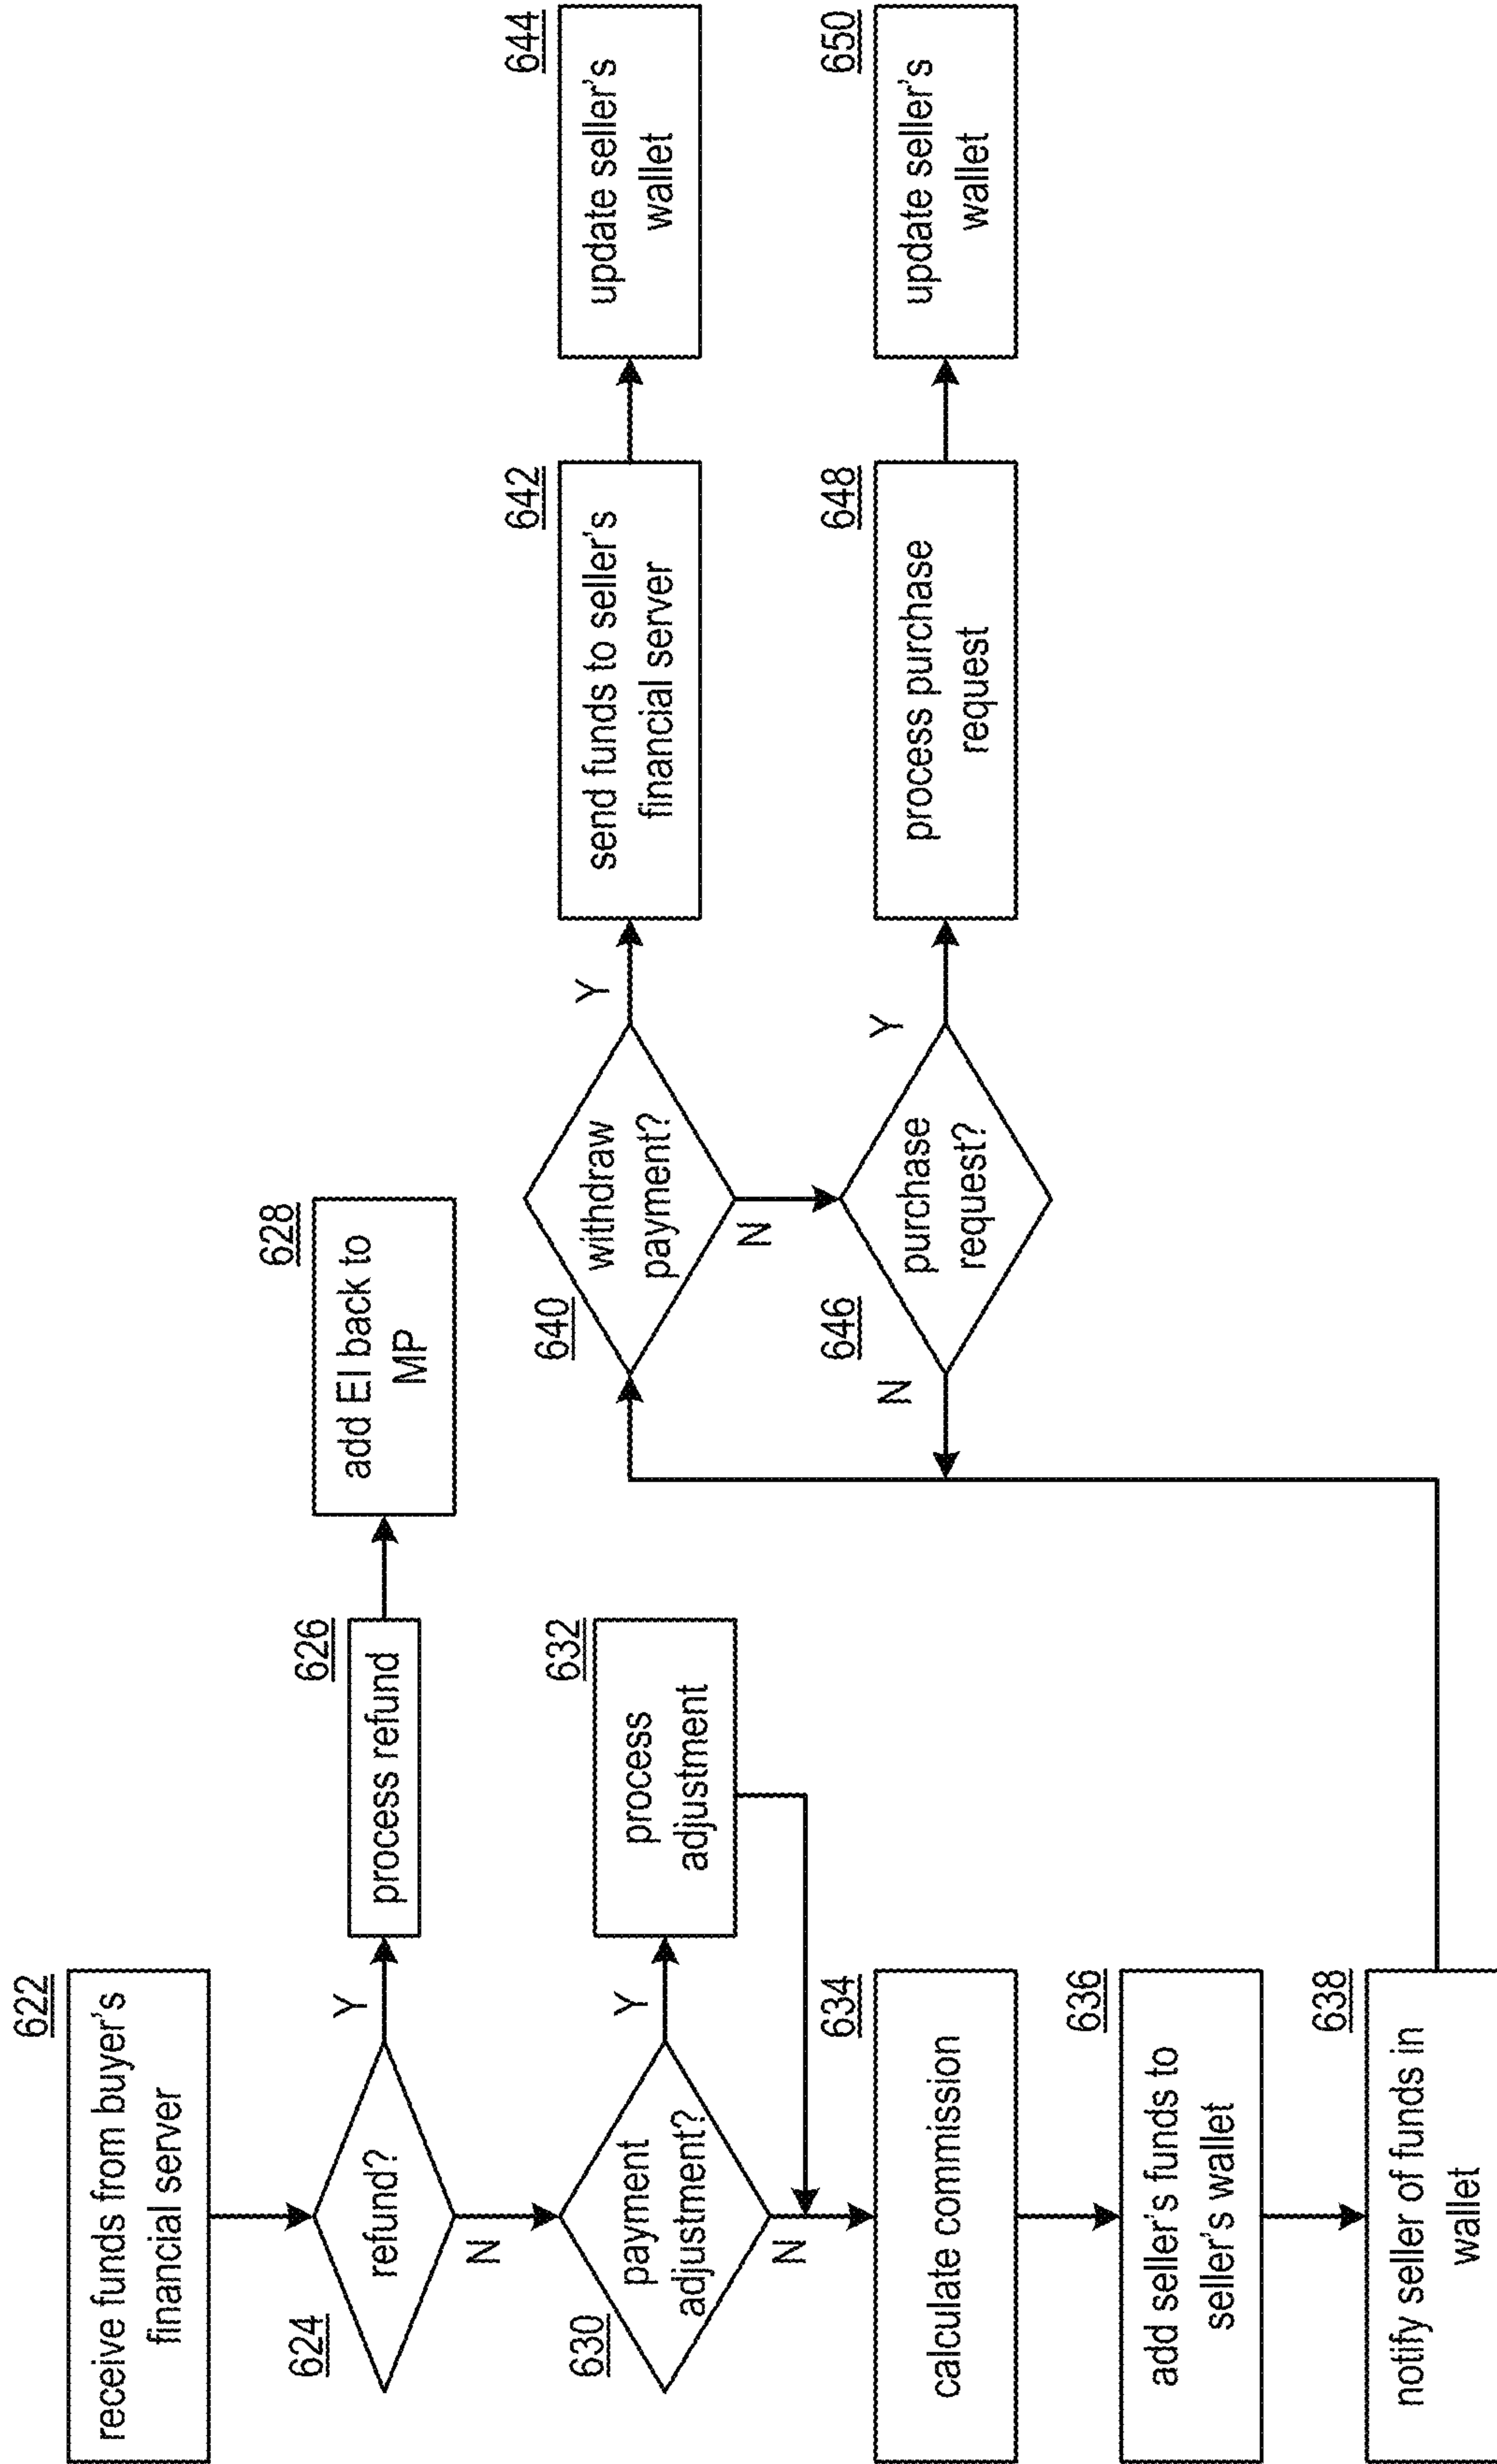 622
receive funds from buyer's
financial server
624
refund?
Y
N
626
process refund
628
add EI back to
MP
630
payment
adjustment?
Y
N
632
process
adjustment
634
calculate commission
636
add seller's funds to
seller's wallet
638
notify seller of funds in
wallet
640
withdraw
payment?
Y
N
642
send funds to seller's
financial server
644
update seller's
wallet
646
purchase
request?
Y
N
648
process purchase
request
650
update seller's
wallet